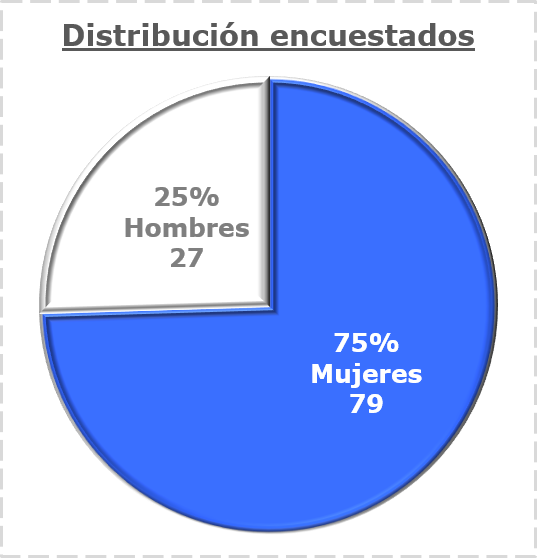 Distribución encuestados
25%
Hombres
27
75%
Mujeres
79